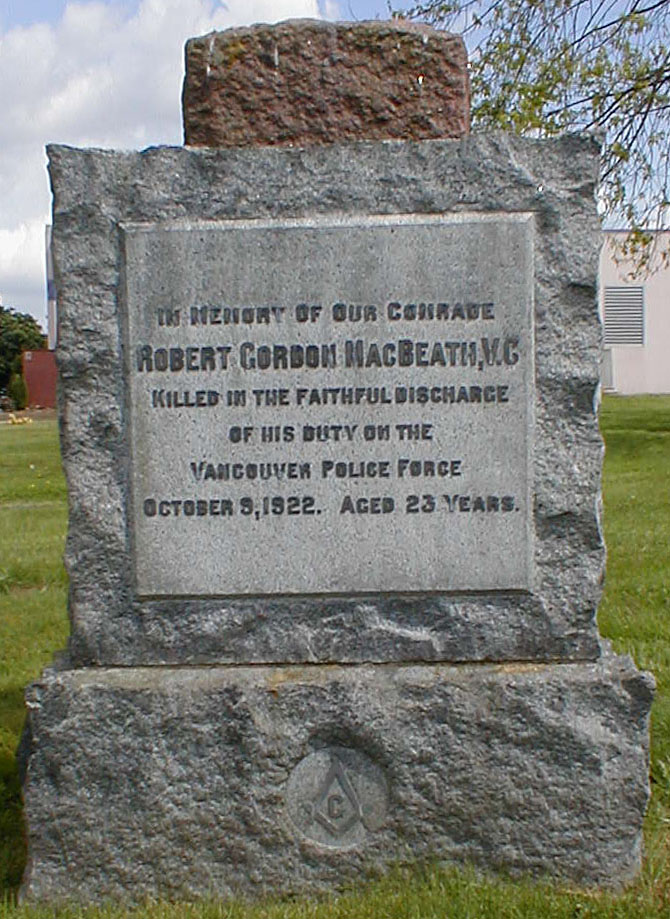 IN MEMORY OF OUR COMRADE
ROBERT GORDON MACBEATH, V.C
KILLED IN THE FAITHFUL DISCHARGE
OF HIS DUTY ON THE
VANCOUVER POLICE FORCE
OCTOBER 9, 1922. AGED 23 YEARS.
G